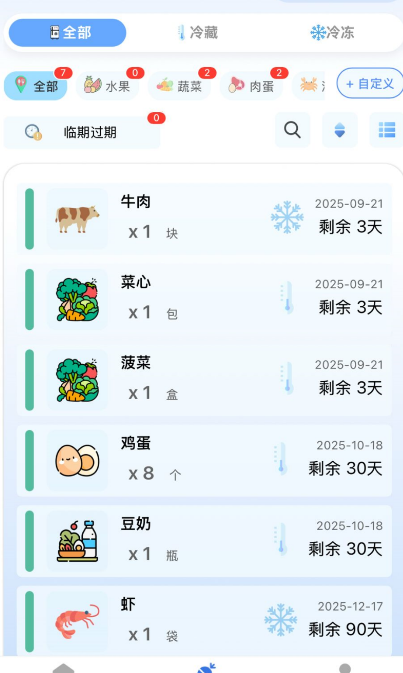 全部
冷藏
冷冻
全部 7
水果 0
蔬菜 2
肉蛋 2
+ 自定义
临期过期 0
牛肉
2025-09-21
x 1 块
剩余 3天
菜心
2025-09-21
x 1 包
剩余 3天
菠菜
2025-09-21
x 1 盒
剩余 3天
鸡蛋
2025-10-18
x 8 个
剩余 30天
豆奶
2025-10-18
x 1 瓶
剩余 30天
虾
2025-12-17
x 1 袋
剩余 90天